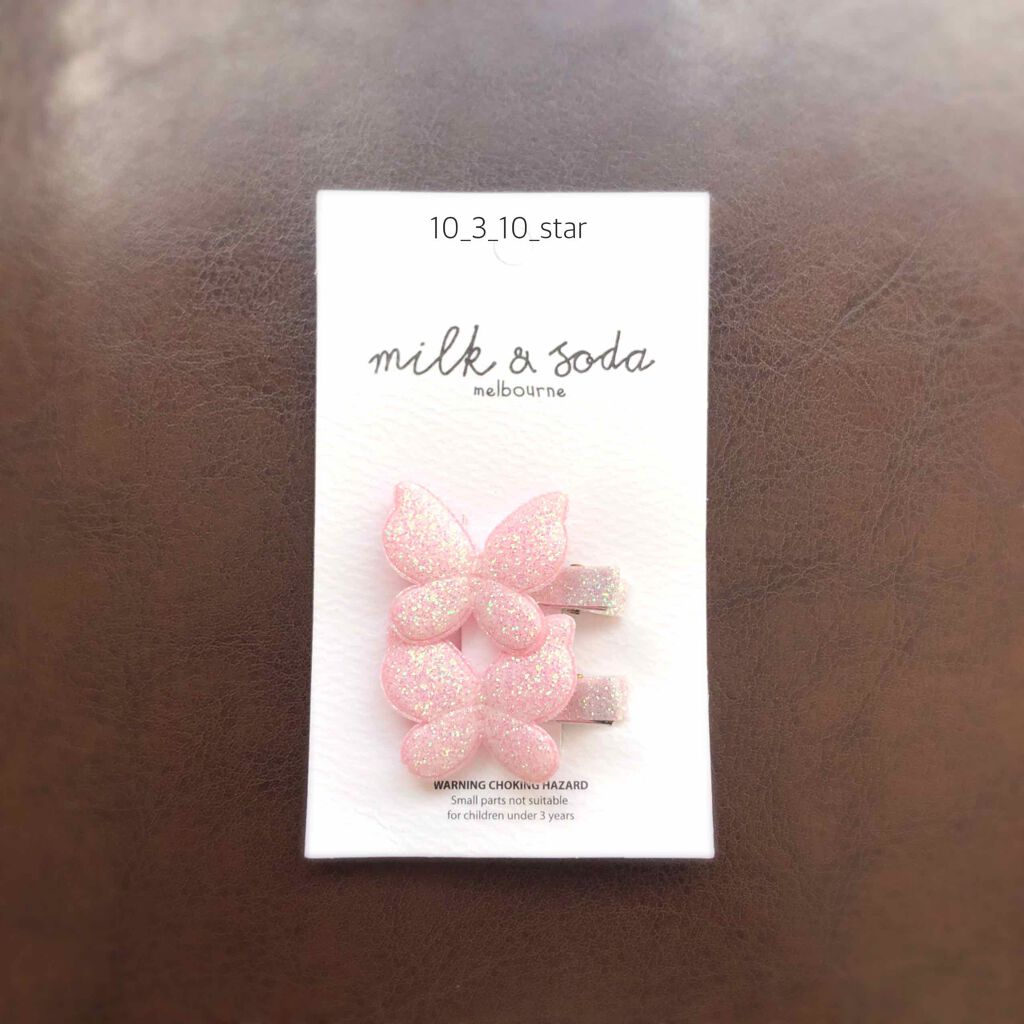 10_3_10_star
milk & soda
melbourne
WARNING CHOKING HAZARD
Small parts not suitable
for children under 3 years